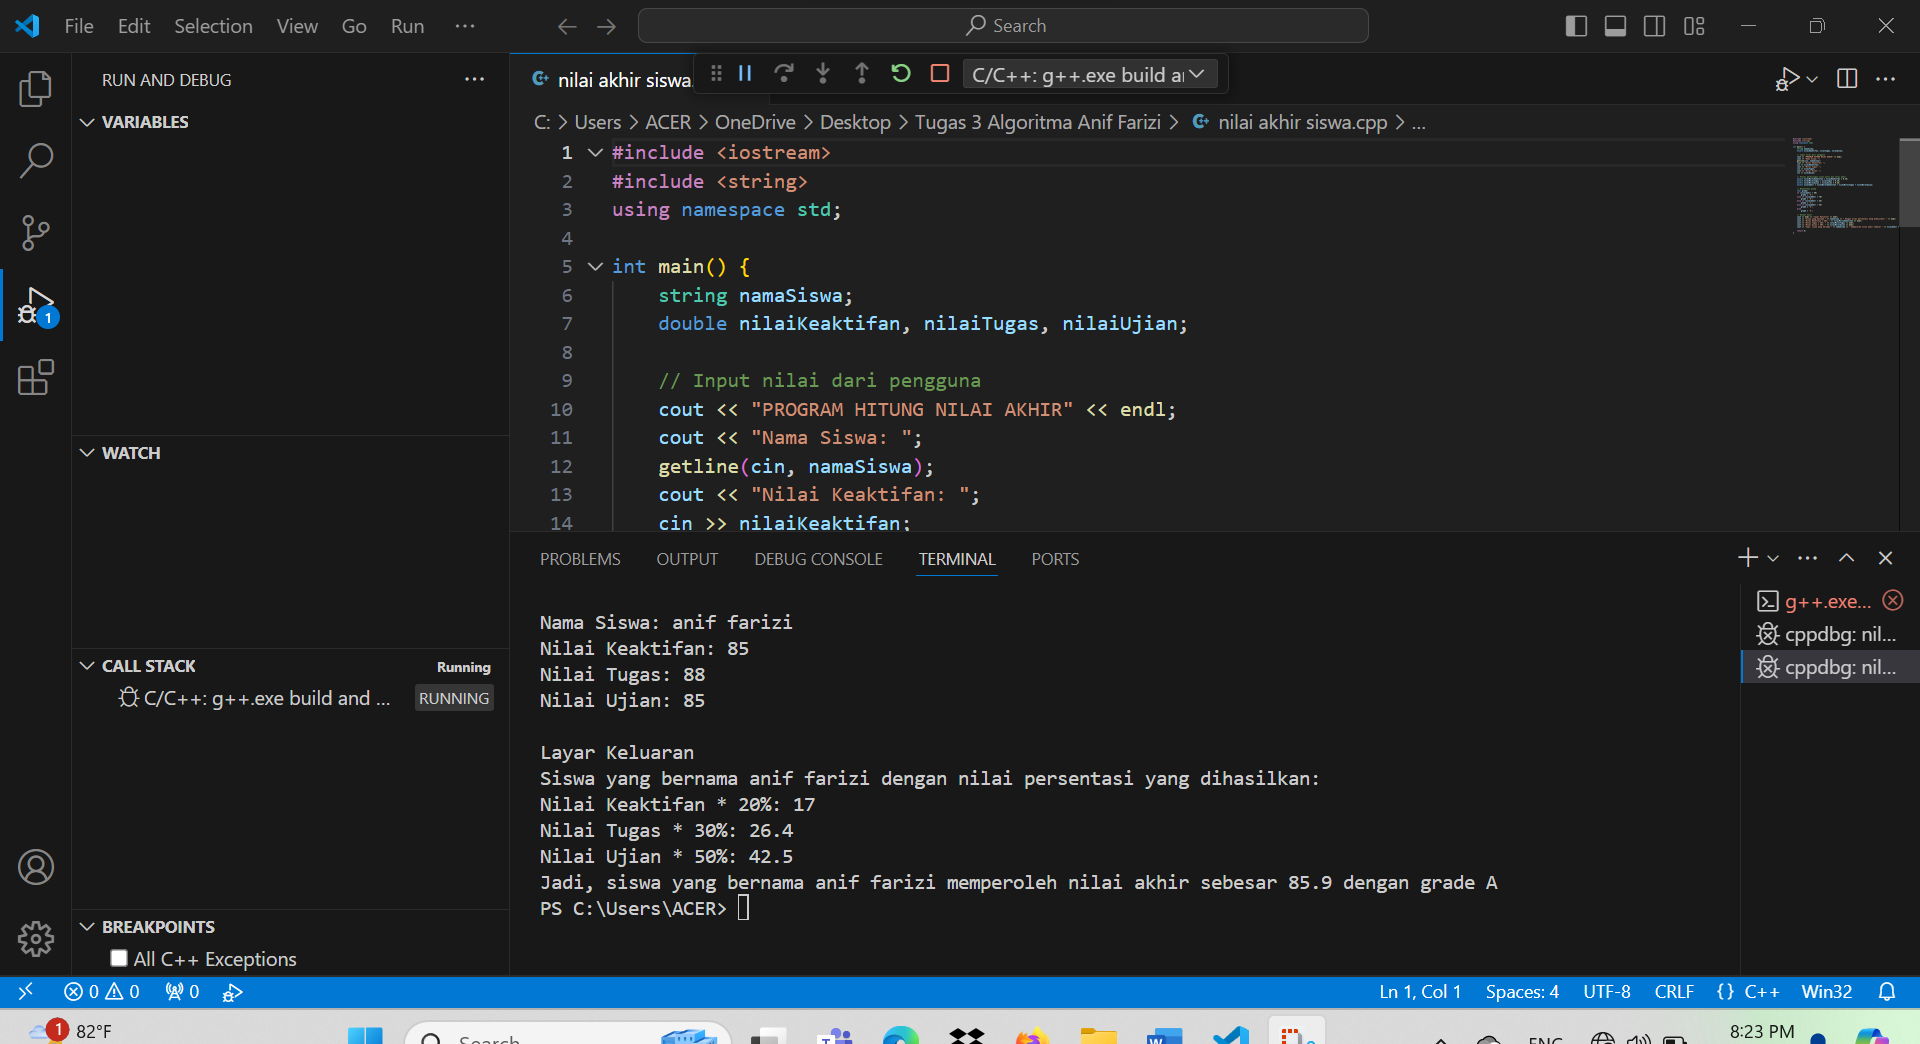 File Edit Selection View Go Run ···
Search
RUN AND DEBUG ···
VARIABLES
WATCH
CALL STACK Running
C/C++: g++.exe build and ... RUNNING
BREAKPOINTS
All C++ Exceptions
1
nilai akhir siswa.
C/C++: g++.exe build ar
C: > Users > ACER > OneDrive > Desktop > Tugas 3 Algoritma Anif Farizi > nilai akhir siswa.cpp > ...
1 #include <iostream>
2 #include <string>
3 using namespace std;
4
5 int main() {
6 string namaSiswa;
7 double nilaiKeaktifan, nilaiTugas, nilaiUjian;
8
9 // Input nilai dari pengguna
10 cout << "PROGRAM HITUNG NILAI AKHIR" << endl;
11 cout << "Nama Siswa: ";
12 getline(cin, namaSiswa);
13 cout << "Nilai Keaktifan: ";
14 cin >> nilaiKeaktifan;
PROBLEMS OUTPUT DEBUG CONSOLE TERMINAL PORTS
Nama Siswa: anif farizi
Nilai Keaktifan: 85
Nilai Tugas: 88
Nilai Ujian: 85
Layar Keluaran
Siswa yang bernama anif farizi dengan nilai persentasi yang dihasilkan:
Nilai Keaktifan * 20%: 17
Nilai Tugas * 30%: 26.4
Nilai Ujian * 50%: 42.5
Jadi, siswa yang bernama anif farizi memperoleh nilai akhir sebesar 85.9 dengan grade A
PS C:\Users\ACER>
g++.exe...
cppdbg: nil...
cppdbg: nil...
0 0 0 Ln 1, Col 1 Spaces: 4 UTF-8 CRLF {} C++ Win32
1 82°F Search ENG 8:23 PM